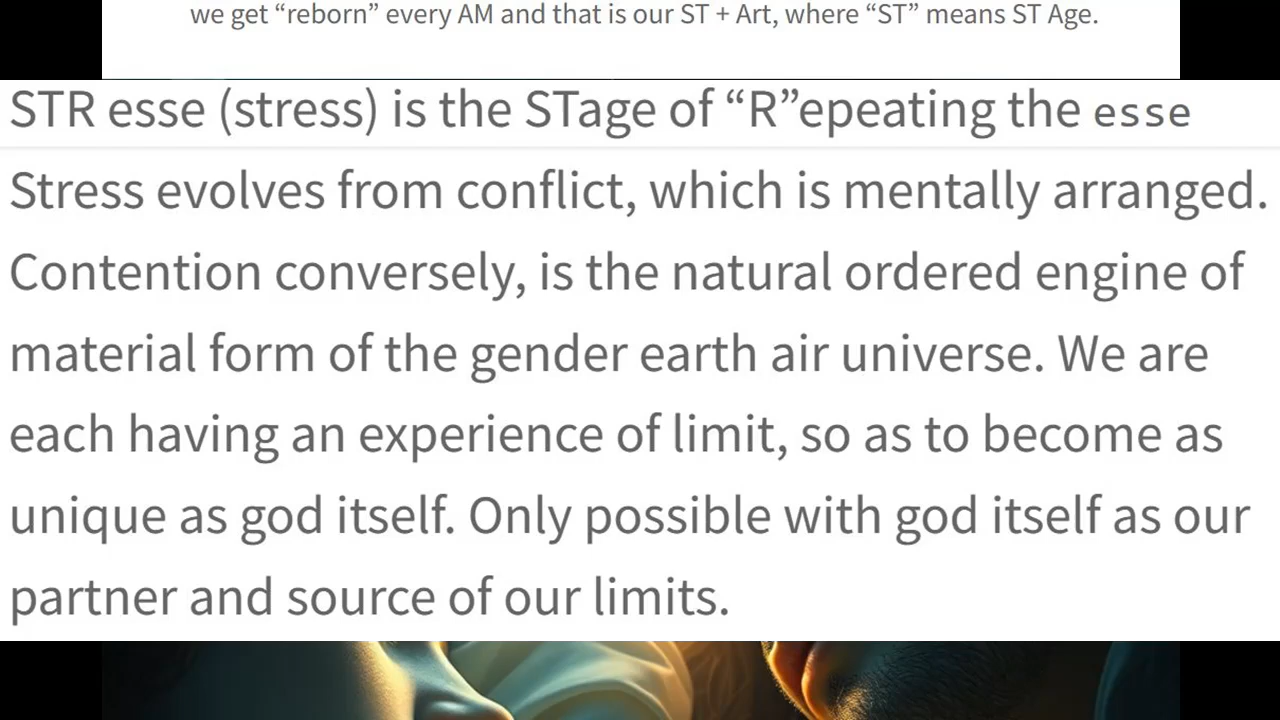 we get “reborn” every AM and that is our ST + Art, where “ST” means ST Age.
STR esse (stress) is the STage of “R”epeating the esse
Stress evolves from conflict, which is mentally arranged.
Contention conversely, is the natural ordered engine of
material form of the gender earth air universe. We are
each having an experience of limit, so as to become as
unique as god itself. Only possible with god itself as our
partner and source of our limits.